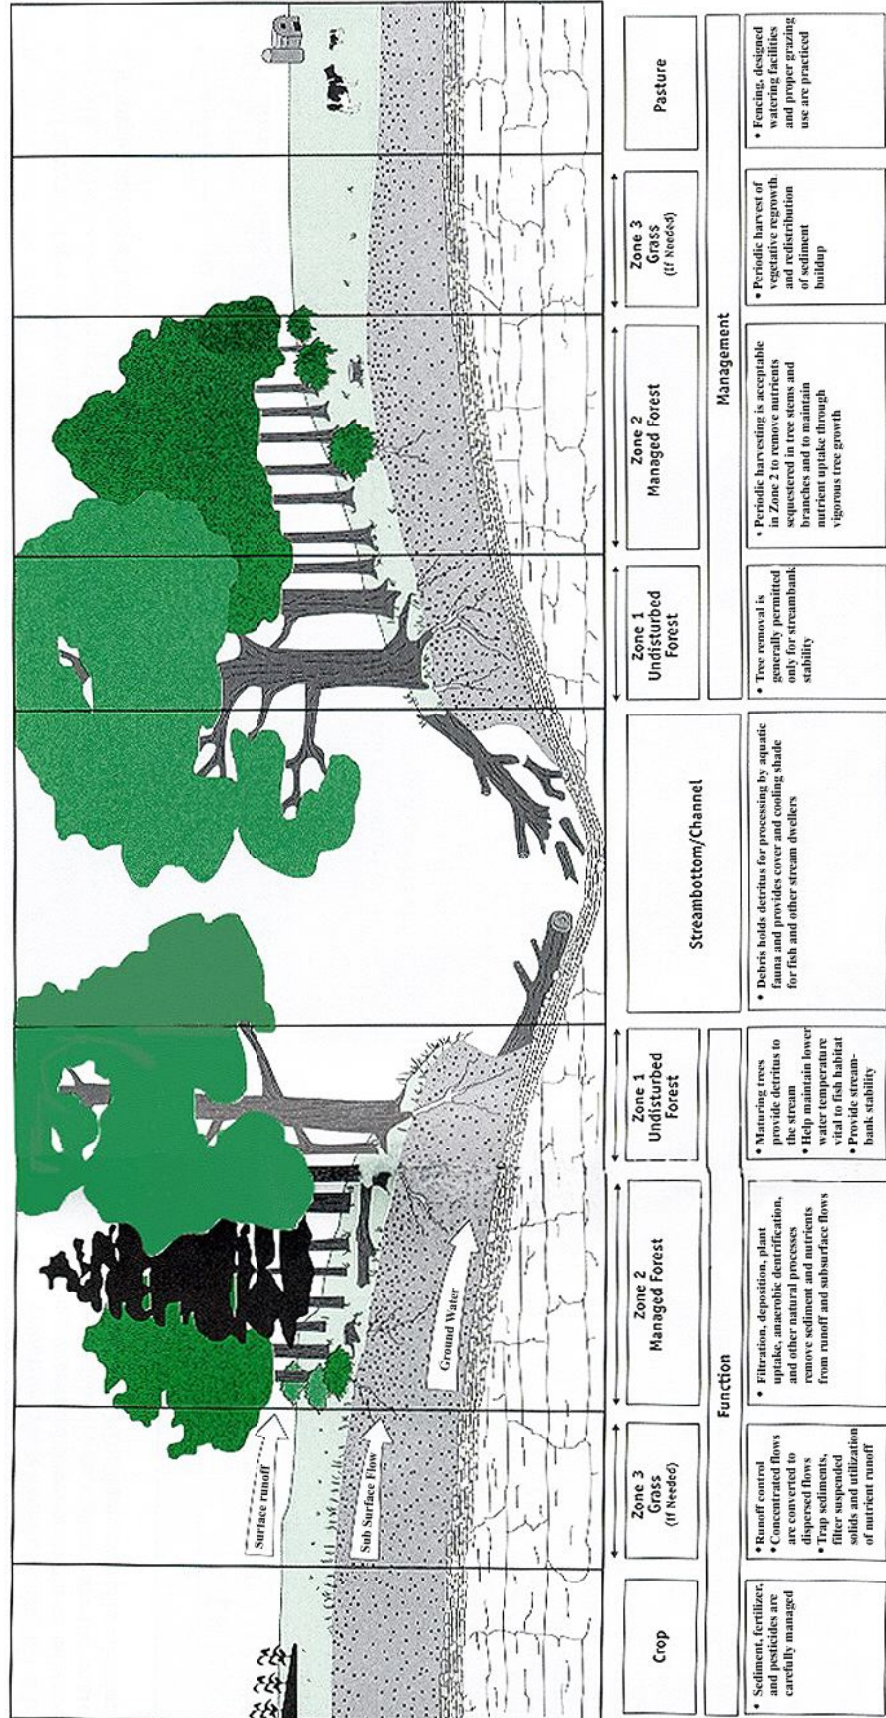 Surface runoff
Sub Surface Flow
Ground Water
Crop
Zone 3
Grass
(If Needed)
Zone 2
Managed Forest
Zone 1
Undisturbed
Forest
Streambottom/Channel
Zone 1
Undisturbed
Forest
Zone 2
Managed Forest
Zone 3
Grass
(If Needed)
Pasture
Function
Management
• Sediment, fertilizer,
and pesticides are
carefully managed
• Runoff control
• Concentrated flows
are converted to
dispersed flows
• Trap sediments,
filter suspended
solids and utilization
of nutrient runoff
• Filtration, deposition, plant
uptake, anaerobic dentrification,
and other natural processes
remove sediment and nutrients
from runoff and subsurface flows
• Maturing trees
provide detritus to
the stream
• Help maintain lower
water temperature
vital to fish habitat
• Provide stream-
bank stability
• Debris holds detritus for processing by aquatic
fauna and provides cover and cooling shade
for fish and other stream dwellers
• Tree removal is
generally permitted
only for streambank
stability
• Periodic harvesting is acceptable
in Zone 2 to remove nutrients
sequestered in tree stems and
branches and to maintain
nutrient uptake through
vigorous tree growth
• Periodic harvest of
vegetative regrowth
and redistribution
of sediment
buildup
• Fencing, designed
watering facilities
and proper grazing
use are practiced